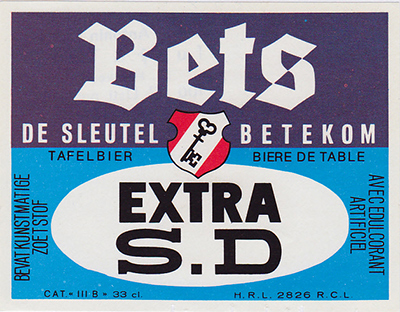 Bets
DE SLEUTEL BETEKOM
TAFELBIER BIERE DE TABLE
BEVAT KUNSTMATIGE
ZOETSTOF
EXTRA
S.D
AVEC EDULCORANT
ARTIFICIEL
CAT. « III B » 33 cl. H.R.L. 2826 R.C.L